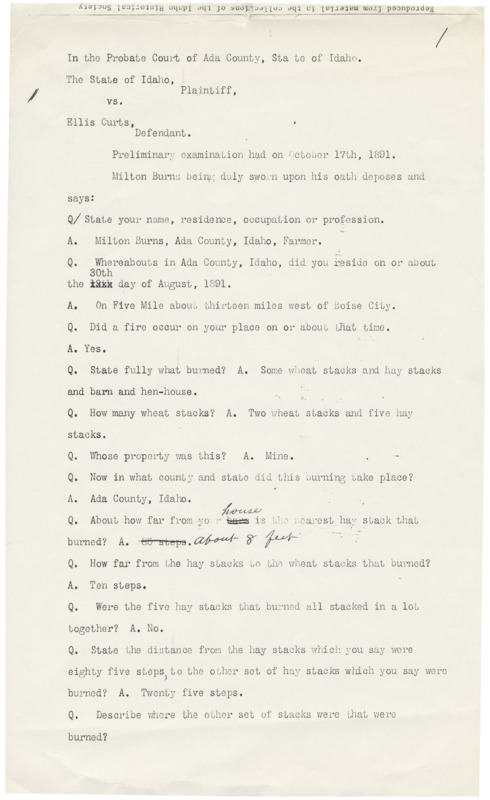 Reproduced from material in the collections of the Idaho Historical Society
1
In the Probate Court of Ada County, Sta te of Idaho.
The State of Idaho,
Plaintiff,
vs.
Ellis Curts,
Defendant.
Preliminary examination had on October 17th, 1891.
Milton Burns being duly sworn upon his oath deposes and
says:
Q/ State your name, residence, occupation or profession.
A. Milton Burns, Ada County, Idaho, Farmer.
Q. Whereabouts in Ada County, Idaho, did you reside on or about
30th
the day of August, 1891.
A. On Five Mile about thirteen miles west of Boise City.
Q. Did a fire occur on your place on or about that time.
A. Yes.
Q. State fully what burned? A. Some wheat stacks and hay stacks
and barn and hen-house.
Q. How many wheat stacks? A. Two wheat stacks and five hay
stacks.
Q. Whose property was this? A. Mine.
Q. Now in what county and state did this burning take place?
A. Ada County, Idaho.
house
Q. About how far from your barn is the nearest hay stack that
burned? A. 85 steps. about 8 feet
Q. How far from the hay stacks to the wheat stacks that burned?
A. Ten steps.
Q. Were the five hay stacks that burned all stacked in a lot
together? A. No.
Q. State the distance from the hay stacks which you say were
eighty five steps, to the other set of hay stacks which you say were
burned? A. Twenty five steps.
Q. Describe where the other set of stacks were that were
burned?